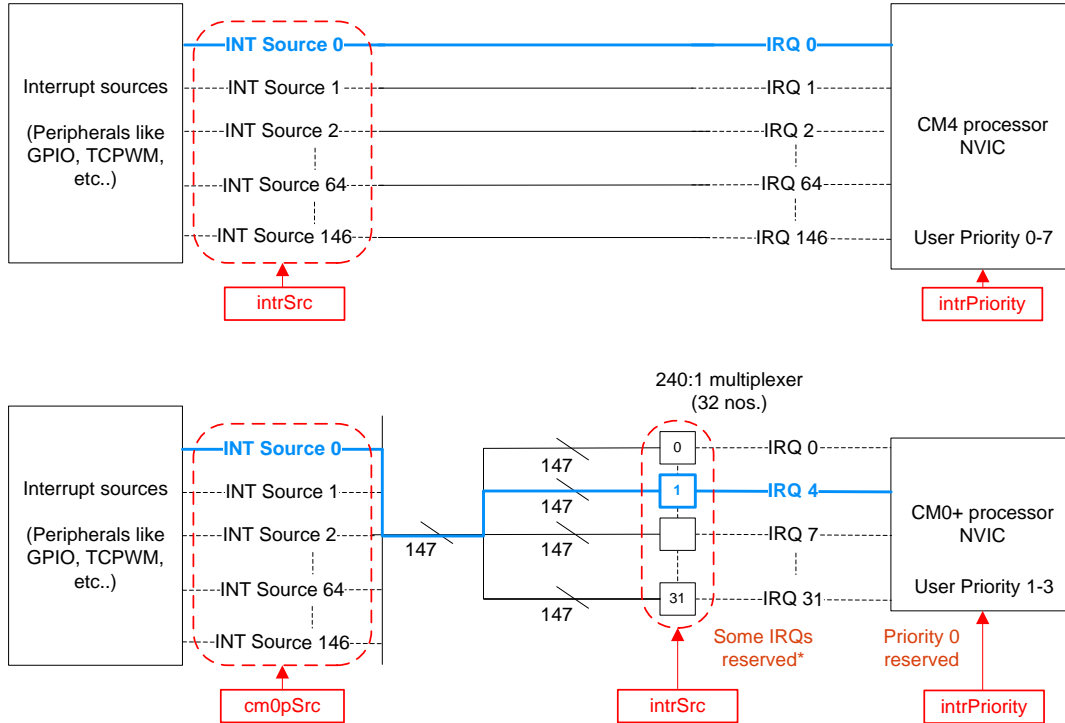 INT Source 0
IRQ 0
Interrupt sources
INT Source 1
IRQ 1
(Peripherals like
GPIO, TCPWM,
etc..)
INT Source 2
IRQ 2
CM4 processor
NVIC
INT Source 64
IRQ 64
INT Source 146
IRQ 146
User Priority 0-7
intrSrc
intrPriority
240:1 multiplexer
(32 nos.)
INT Source 0
147
0
IRQ 0
Interrupt sources
INT Source 1
147
1
IRQ 4
(Peripherals like
GPIO, TCPWM,
etc..)
INT Source 2
147
147
IRQ 7
CM0+ processor
NVIC
INT Source 64
147
31
IRQ 31
User Priority 1-3
INT Source 146
Some IRQs
reserved*
Priority 0
reserved
cm0pSrc
intrSrc
intrPriority